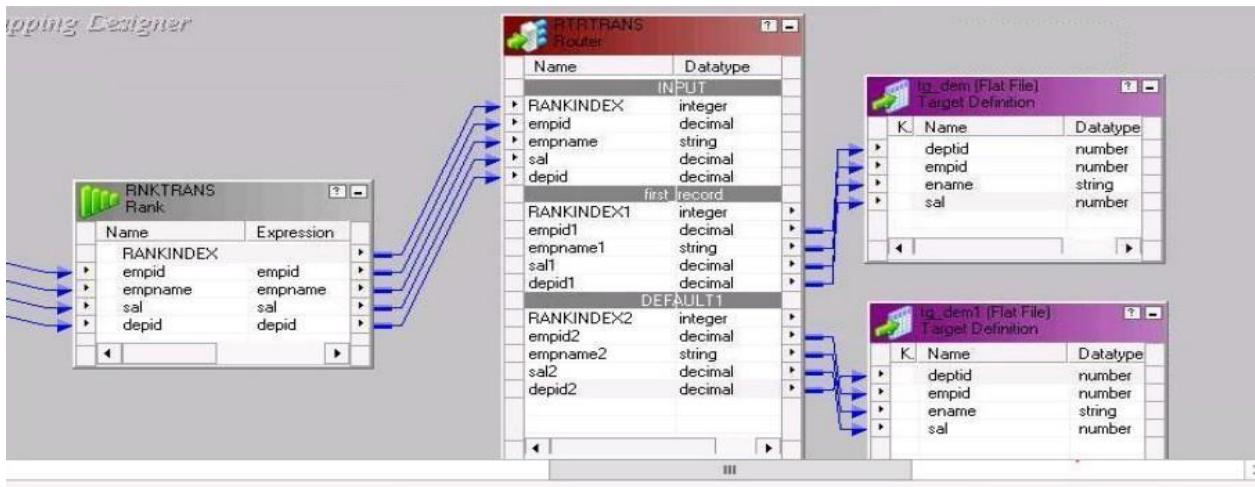 apping Designer
RNKTRANS
Rank
Name Expression
RANKINDEX
empid empid
empname empname
sal sal
depid depid
RTRTRANS
Router
Name Datatype
INPUT
RANKINDEX integer
empid decimal
empname string
sal decimal
depid decimal
first_record
RANKINDEX1 integer
empid1 decimal
empname1 string
sal1 decimal
depid1 decimal
DEFAULT1
RANKINDEX2 integer
empid2 decimal
empname2 string
sal2 decimal
depid2 decimal
tg_dem (Flat File)
Target Definition
K. Name Datatype
deptid number
empid number
ename string
sal number
tg_dem1 (Flat File)
Target Definition
K. Name Datatype
deptid number
empid number
ename string
sal number